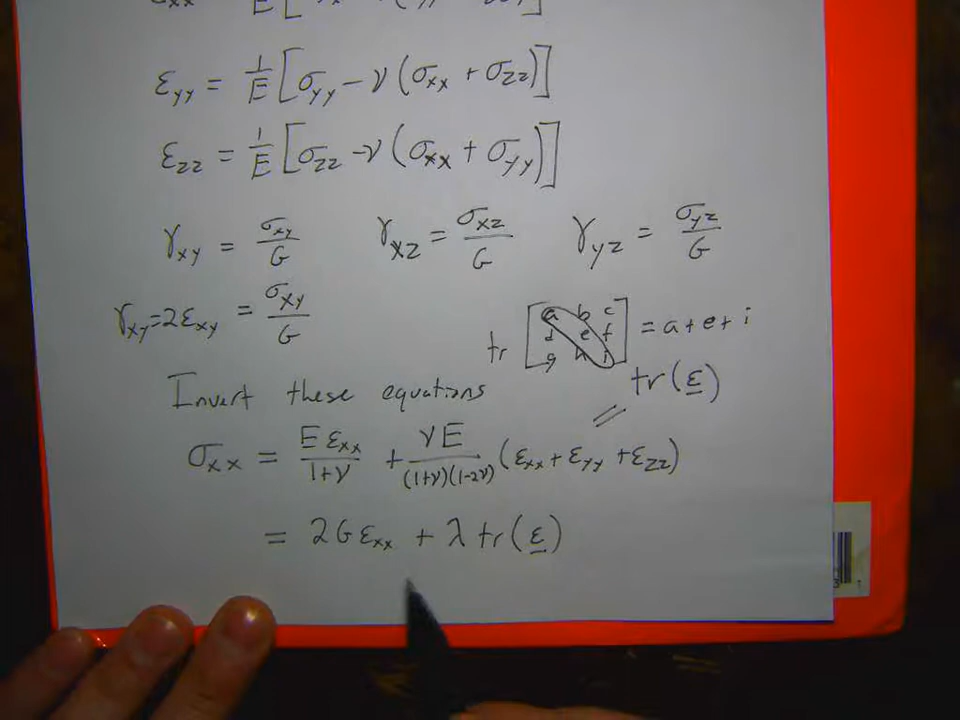 ε_yy = 1/E [σ_yy - ν (σ_xx + σ_zz)]
ε_zz = 1/E [σ_zz - ν (σ_xx + σ_yy)]
γ_xy = σ_xy/G γ_xz = σ_xz/G γ_yz = σ_yz/G
γ_xy = 2ε_xy = σ_xy/G
tr [a b c
d e f
g h i] = a + e + i
tr(ε)
Invert these equations
σ_xx = E ε_xx/1+ν + νE/(1+ν)(1-2ν) (ε_xx + ε_yy + ε_zz)
= 2G ε_xx + λ tr(ε)